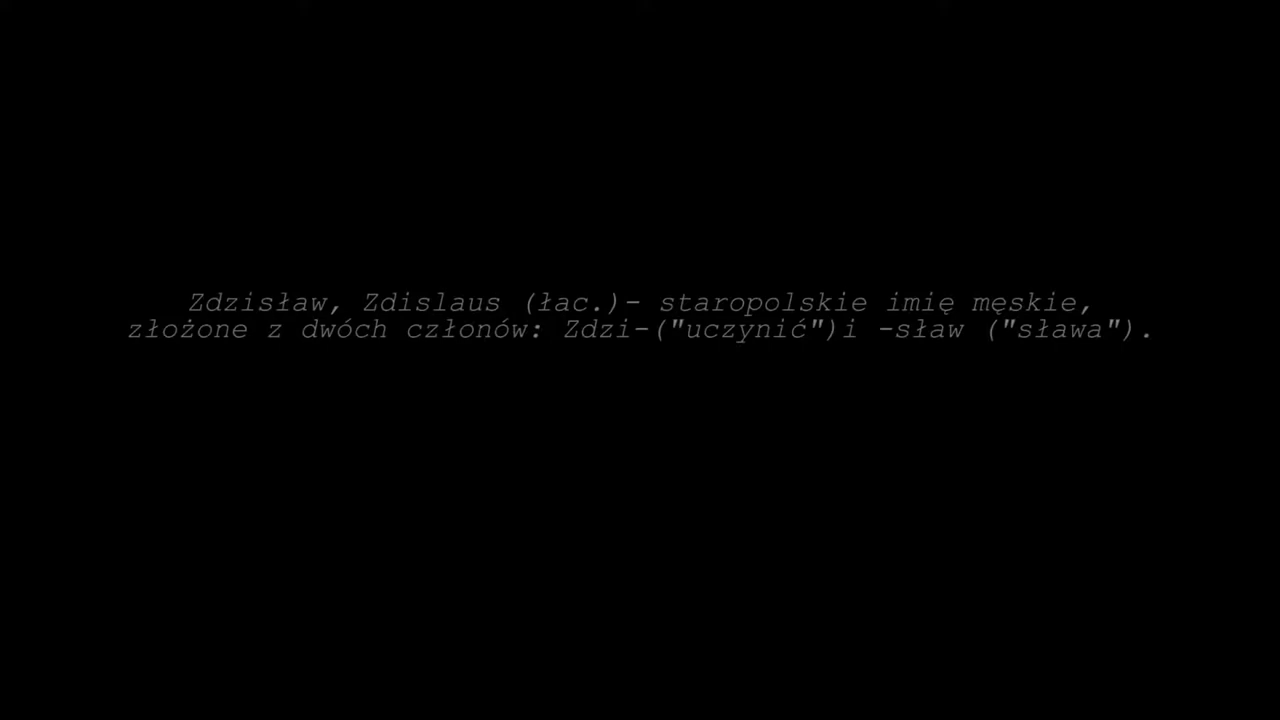 Zdzisław, Zdislaus (łac.)- staropolskie imię męskie,
złożone z dwóch członów: Zdzi-("uczynić")i -sław ("sława").